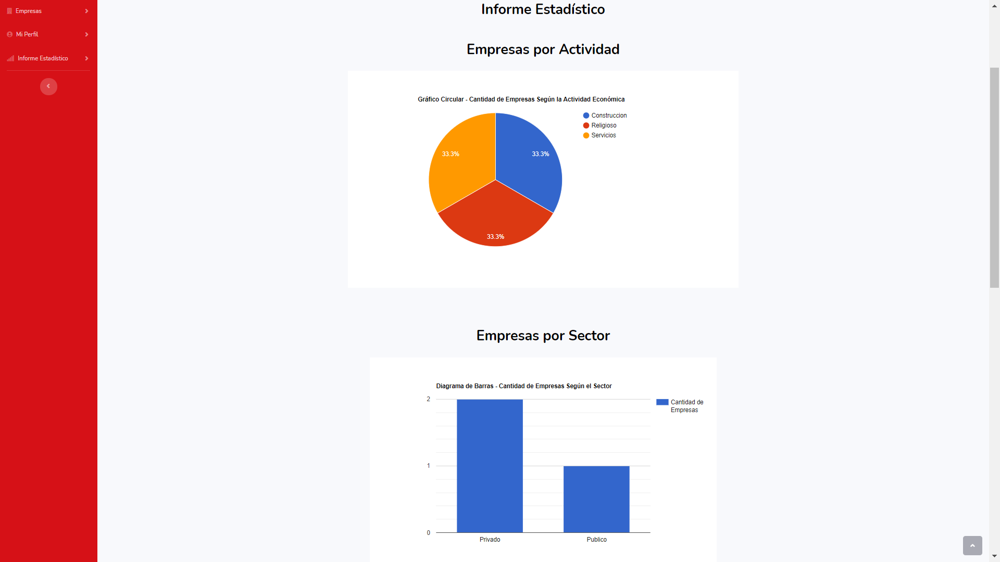 Empresas
Mi Perfil
Informe Estadístico
Informe Estadístico
Empresas por Actividad
Gráfico Circular - Cantidad de Empresas Según la Actividad Económica
Construccion
Religioso
Servicios
33.3%
33.3%
33.3%
Empresas por Sector
Diagrama de Barras - Cantidad de Empresas Según el Sector
Cantidad de
Empresas
2
1
0
Privado
Publico